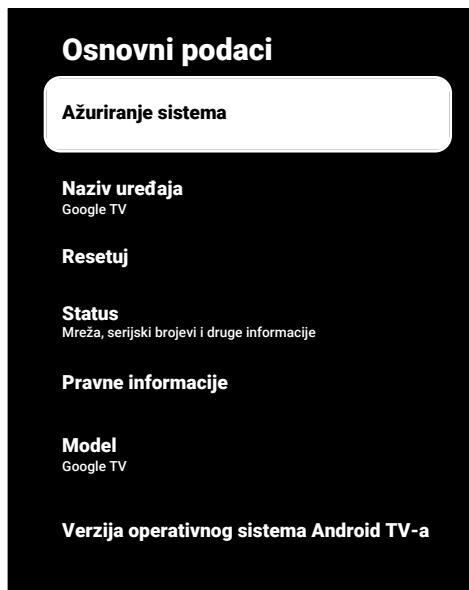 Osnovni podaci
Ažuriranje sistema
Naziv uređaja
Google TV
Resetuj
Status
Mreža, serijski brojevi i druge informacije
Pravne informacije
Model
Google TV
Verzija operativnog sistema Android TV-a